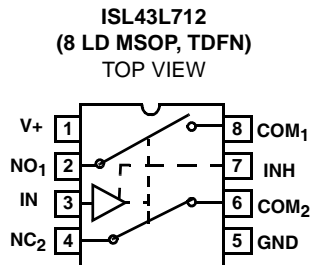 ISL43L712
(8 LD MSOP, TDFN)
TOP VIEW
V+ 1 8 COM1
NO1 2 7 INH
IN 3 6 COM2
NC2 4 5 GND